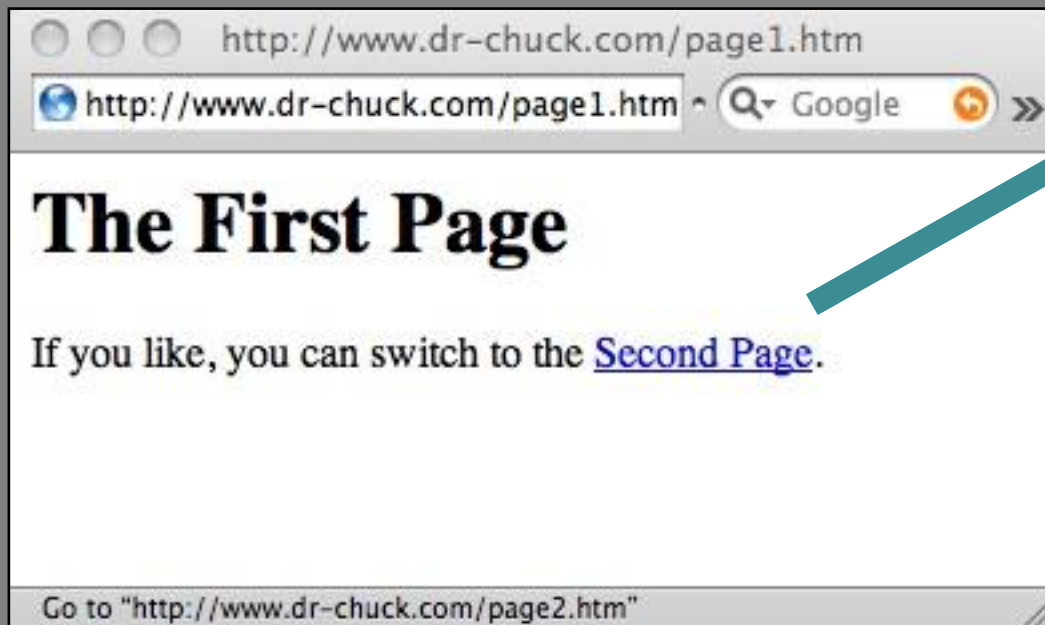 http://www.dr-chuck.com/page1.htm
http://www.dr-chuck.com/page1.htm Google
The First Page
If you like, you can switch to the Second Page.
Go to "http://www.dr-chuck.com/page2.htm"